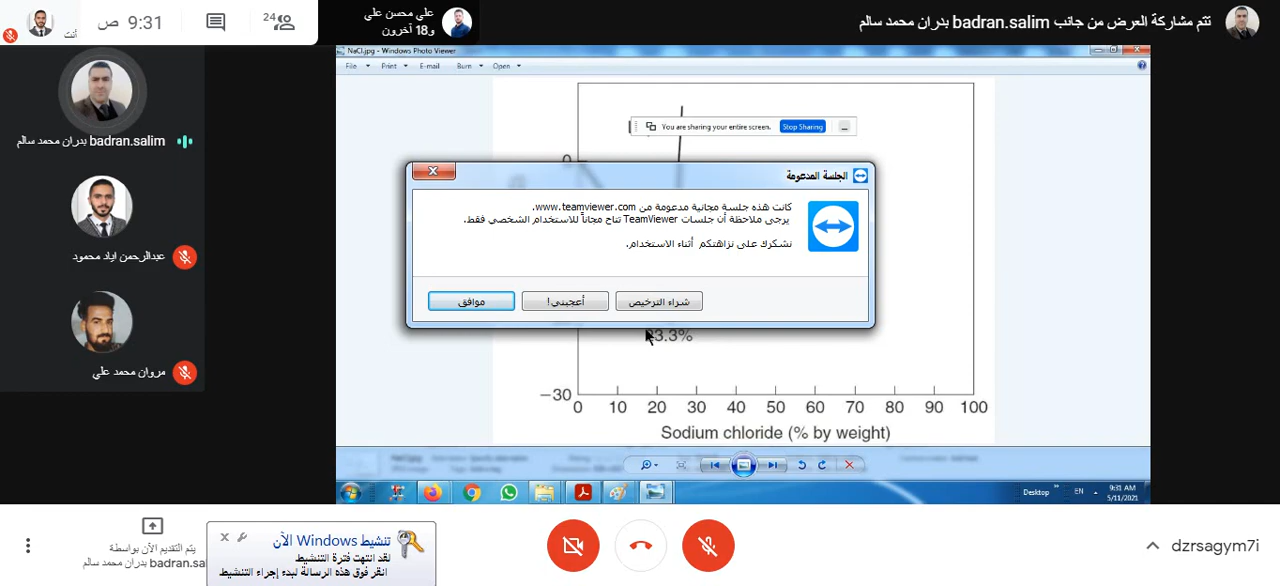 9:31 ص
24
أنت
علي محسن علي
و18 آخرون
تتم مشاركة العرض من جانب badran.salim بدران محمد سالم
badran.salim بدران محمد سالم
عبدالرحمن اياد محمود
مروان محمد علي
NaCl.jpg - Windows Photo Viewer
File Print E-mail Burn Open
You are sharing your entire screen. Stop Sharing
0
الجلسة المدعومة
كانت هذه جلسة مجانية مدعومة من www.teamviewer.com.
يرجى ملاحظة أن جلسات TeamViewer تتاح مجاناً للاستخدام الشخصي فقط.
نشكرك على نزاهتكم أثناء الاستخدام.
شراء الترخيص
أعجبني!
موافق
23.3%
−30
0 10 20 30 40 50 60 70 80 90 100
Sodium chloride (% by weight)
Desktop
EN
9:31 AM
5/11/2021
يتم التقديم الآن بواسطة
badran.sa بدران محمد سالم
تنشيط Windows الآن
لقد انتهت فترة التنشيط
انقر فوق هذه الرسالة لبدء إجراء التنشيط
dzrsagym7i